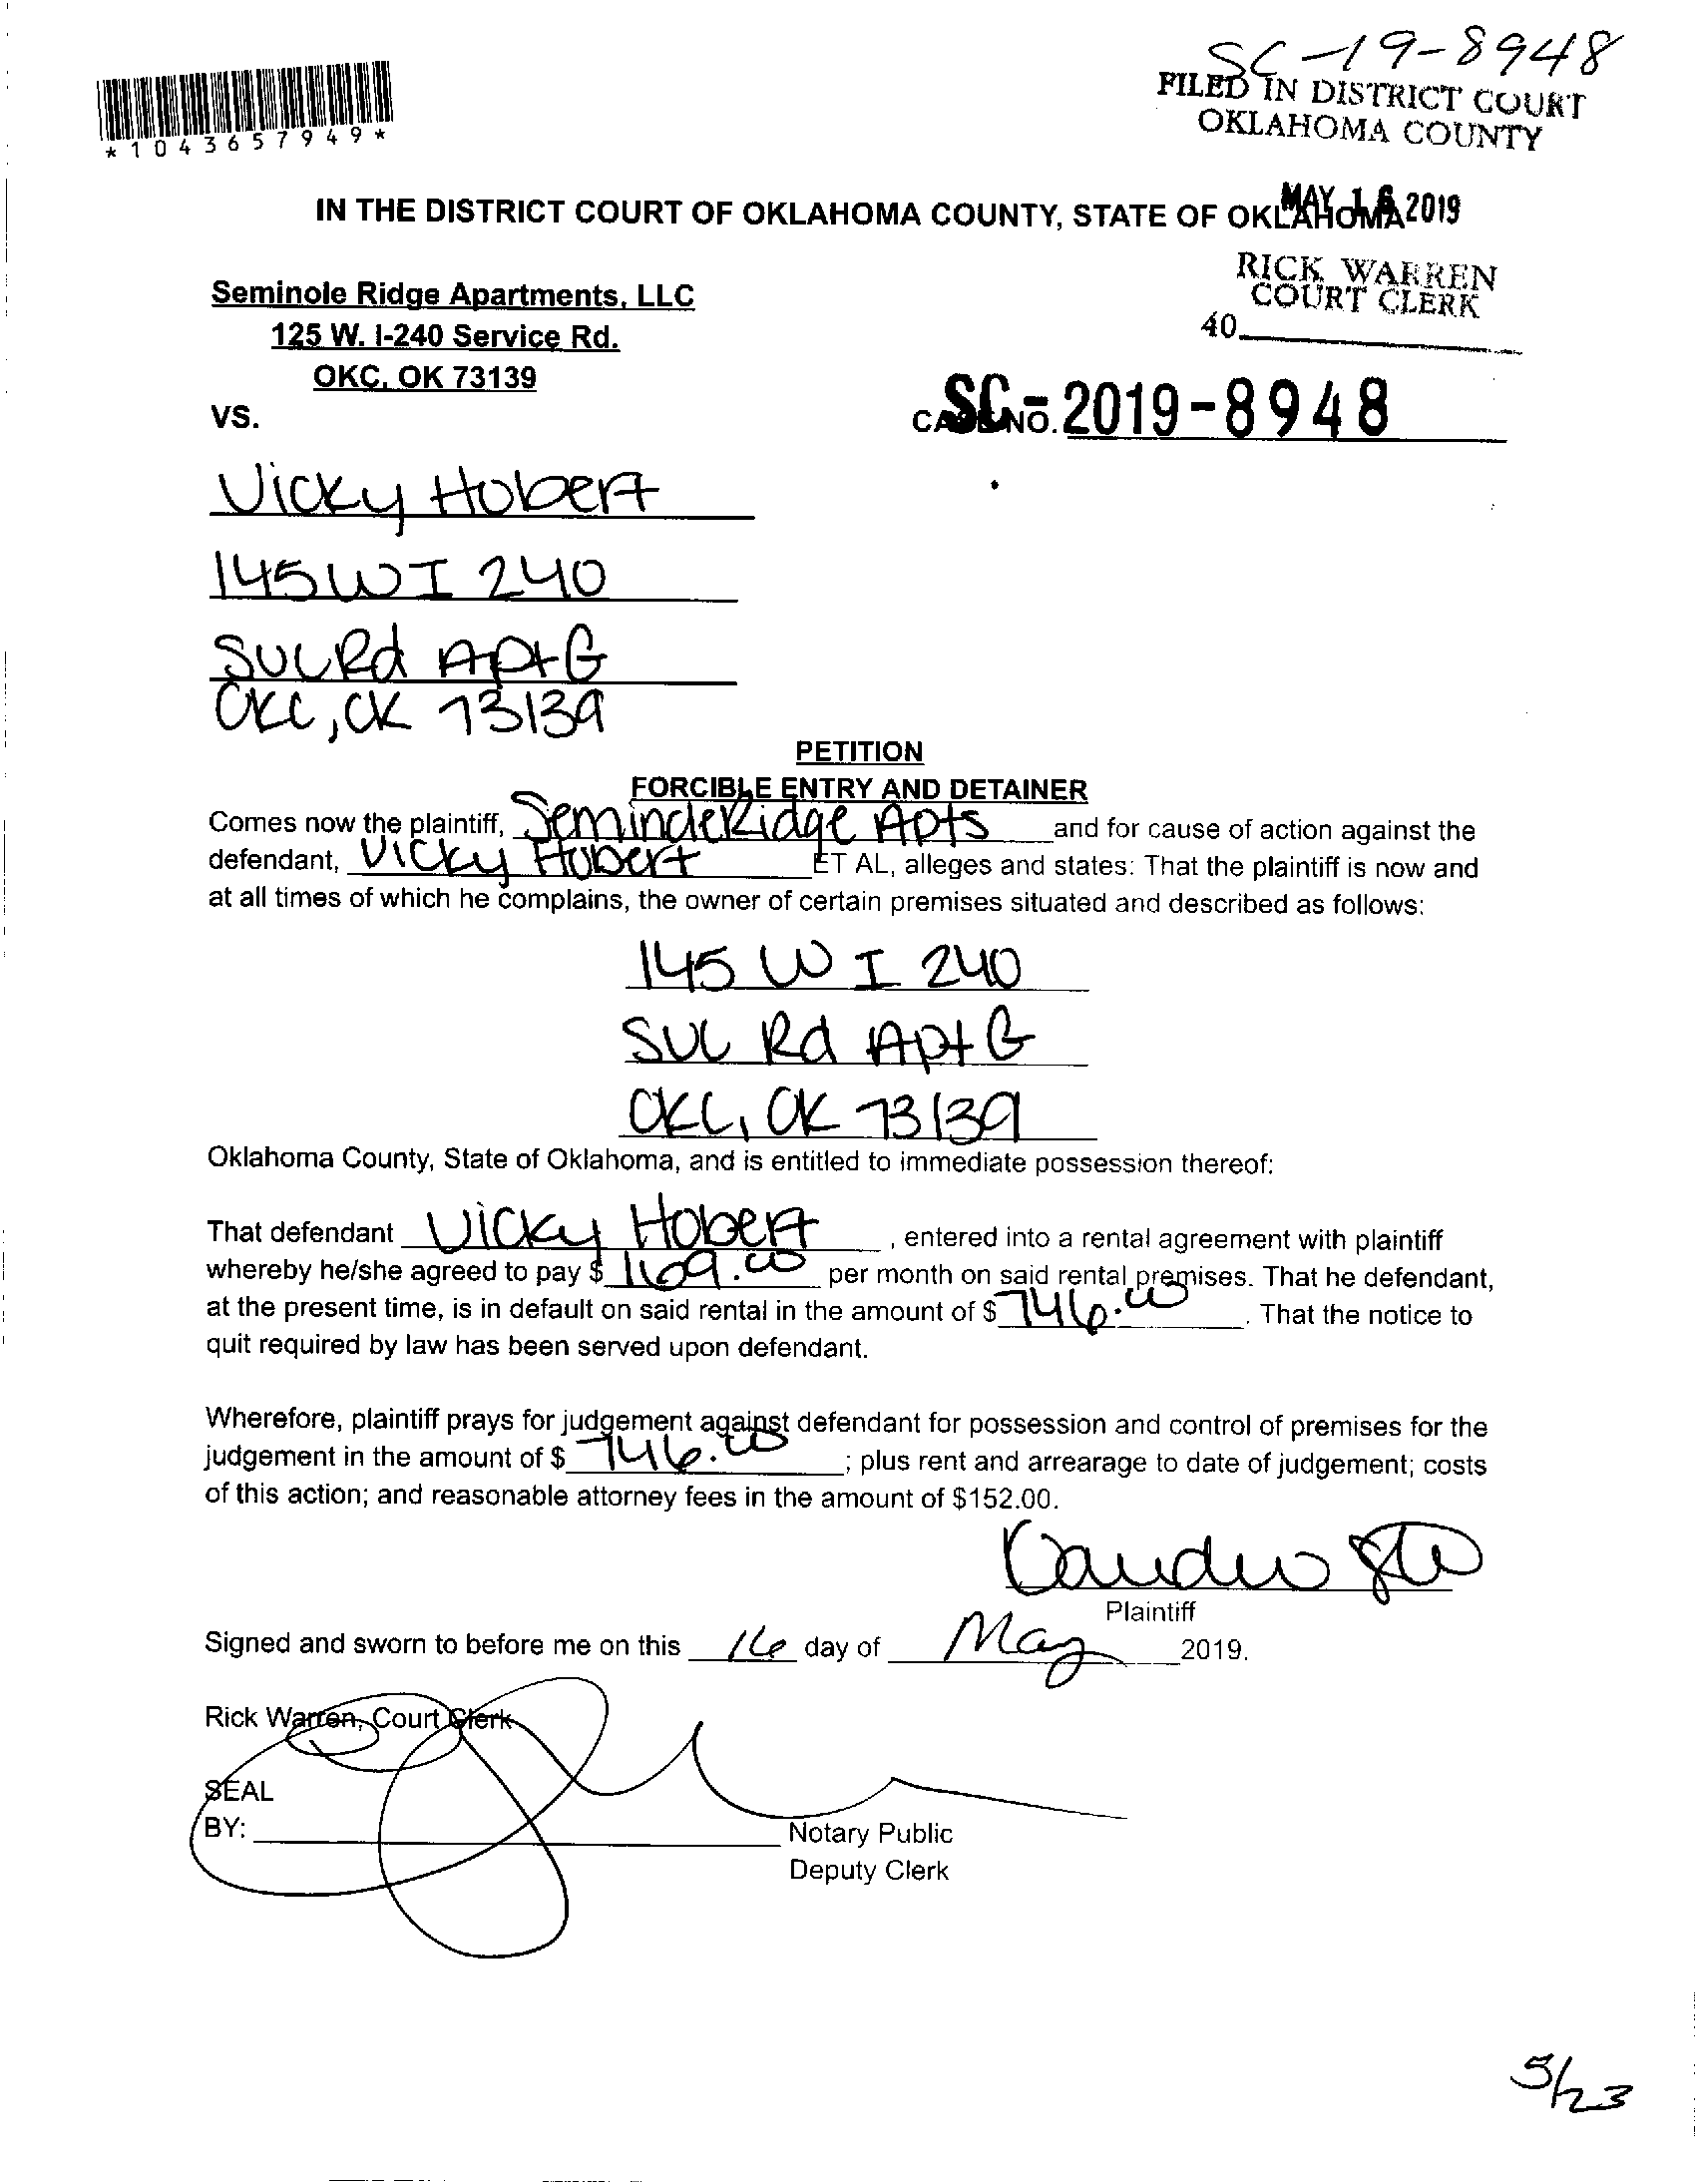 SC-19-8948
FILED IN DISTRICT COURT
OKLAHOMA COUNTY
*1043657949*
MAY 16 2019
IN THE DISTRICT COURT OF OKLAHOMA COUNTY, STATE OF OKLAHOMA
RICK WARREN
COURT CLERK
40
Seminole Ridge Apartments, LLC
125 W. I-240 Service Rd.
OKC, OK 73139
VS.
CASE NO. SC-2019-8948
Vicky Hobert
145 W I 240
SVC Rd Apt G
OKC, OK 73139
PETITION
FORCIBLE ENTRY AND DETAINER
Comes now the plaintiff, Seminole Ridge Apts and for cause of action against the
defendant, Vicky Hobert ET AL, alleges and states: That the plaintiff is now and
at all times of which he complains, the owner of certain premises situated and described as follows:
145 W I 240
SVC Rd Apt G
OKC, OK 73139
Oklahoma County, State of Oklahoma, and is entitled to immediate possession thereof:
That defendant Vicky Hobert, entered into a rental agreement with plaintiff
whereby he/she agreed to pay $ 1169.00 per month on said rental premises. That he defendant,
at the present time, is in default on said rental in the amount of $ 746.00. That the notice to
quit required by law has been served upon defendant.
Wherefore, plaintiff prays for judgement against defendant for possession and control of premises for the
judgement in the amount of $ 746.00; plus rent and arrearage to date of judgement; costs
of this action; and reasonable attorney fees in the amount of $152.00.
Plaintiff
Signed and sworn to before me on this 16 day of May 2019.
Rick Warren, Court Clerk
SEAL
BY: Notary Public
Deputy Clerk
5/23